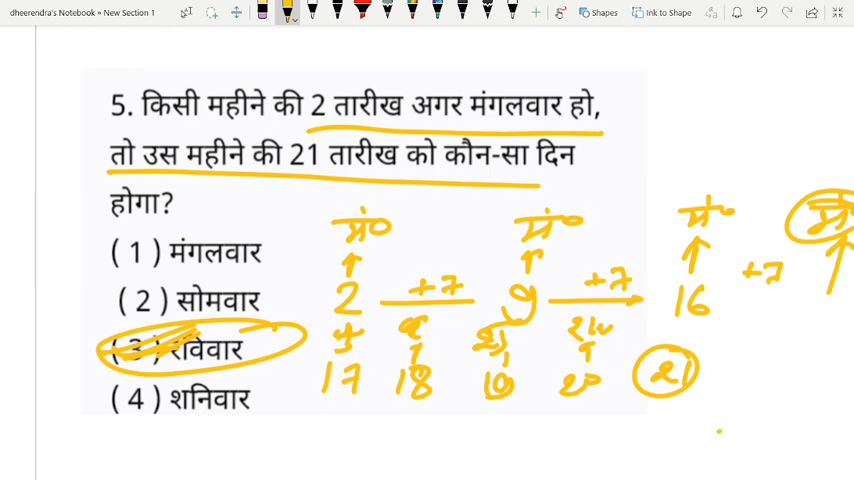 dheerendra's Notebook » New Section 1
Shapes
Ink to Shape
5. किसी महीने की 2 तारीख अगर मंगलवार हो,
तो उस महीने की 21 तारीख को कौन-सा दिन
होगा?
(1) मंगलवार
(2) सोमवार
(3) रविवार
(4) शनिवार
मं० मं० मं०
2 +7 9 +7 16 +7
17 18 19 20 21